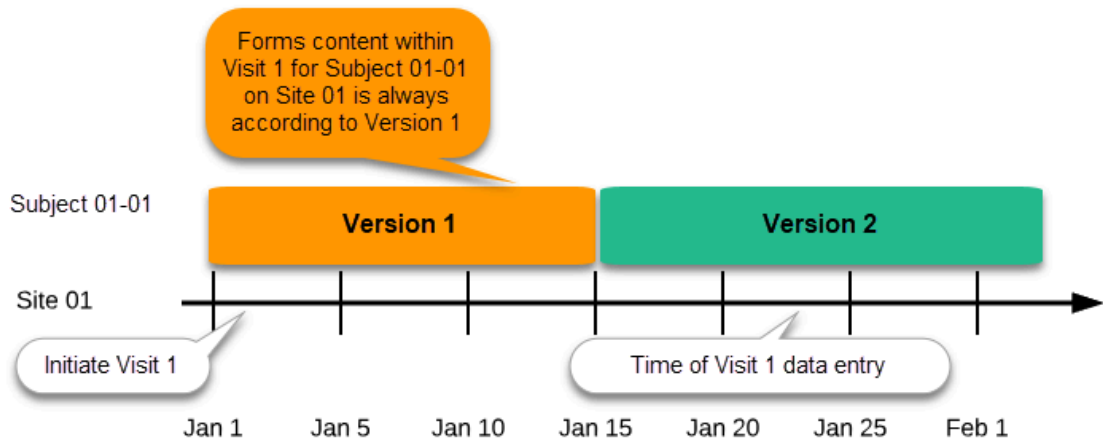 Forms content within
Visit 1 for Subject 01-01
on Site 01 is always
according to Version 1
Subject 01-01
Version 1
Version 2
Site 01
Initiate Visit 1
Time of Visit 1 data entry
Jan 1
Jan 5
Jan 10
Jan 15
Jan 20
Jan 25
Feb 1